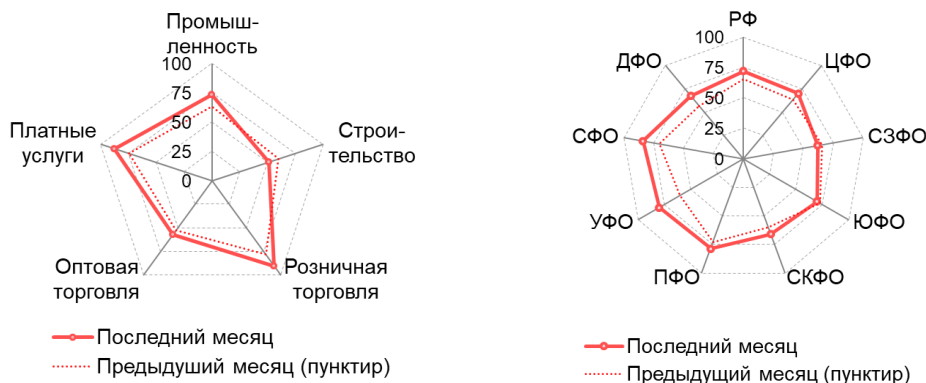 Промыш-
ленность
100
75
50
25
0
Строи-
тельство
Розничная
торговля
Оптовая
торговля
Платные
услуги
Последний месяц
Предыдуший месяц (пунктир)
РФ
100
75
50
25
0
ЦФО
СЗФО
ЮФО
СКФО
ПФО
УФО
СФО
ДФО
Последний месяц
Предыдущий месяц (пунктир)